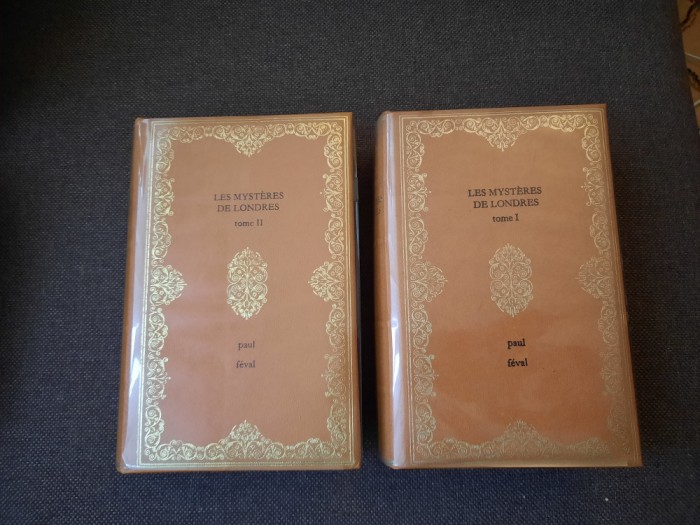 LES MYSTÈRES
DE LONDRES
tome II
paul
féval
LES MYSTÈRES
DE LONDRES
tome I
paul
féval